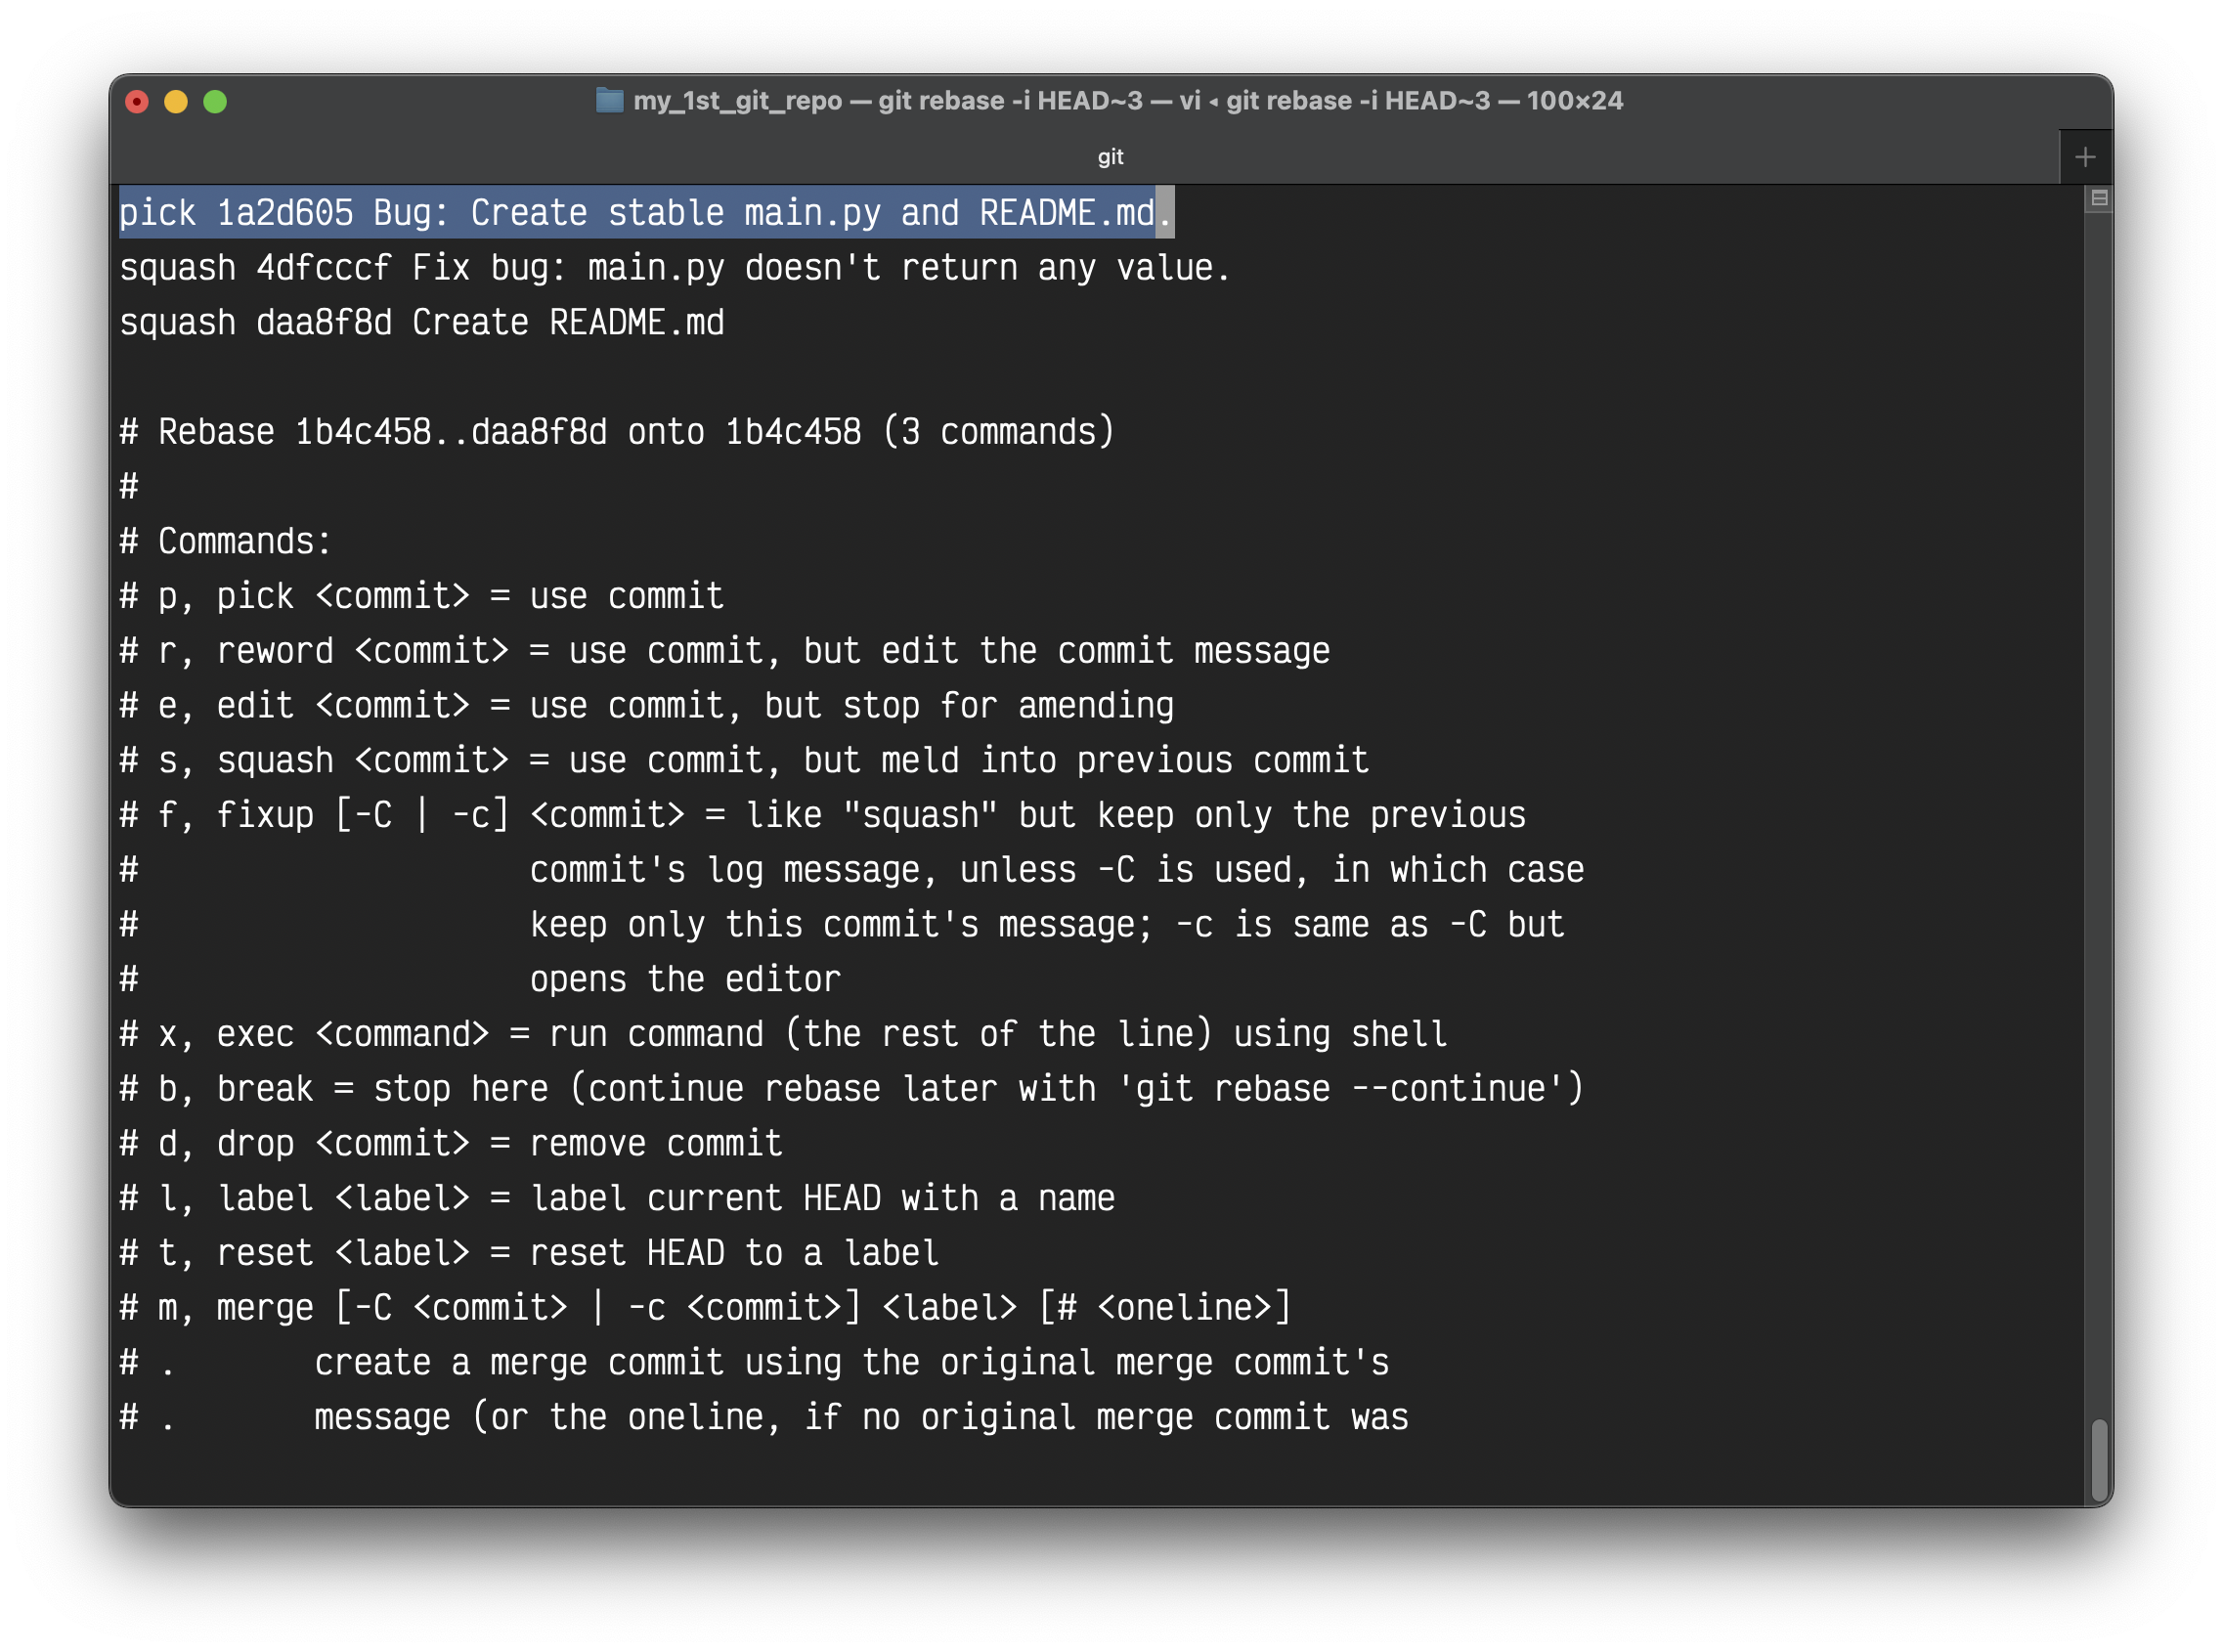 my_1st_git_repo — git rebase -i HEAD~3 — vi ◂ git rebase -i HEAD~3 — 100×24
git
pick 1a2d605 Bug: Create stable main.py and README.md.
squash 4dfcccf Fix bug: main.py doesn't return any value.
squash daa8f8d Create README.md
# Rebase 1b4c458..daa8f8d onto 1b4c458 (3 commands)
#
# Commands:
# p, pick <commit> = use commit
# r, reword <commit> = use commit, but edit the commit message
# e, edit <commit> = use commit, but stop for amending
# s, squash <commit> = use commit, but meld into previous commit
# f, fixup [-C | -c] <commit> = like "squash" but keep only the previous
#                    commit's log message, unless -C is used, in which case
#                    keep only this commit's message; -c is same as -C but
#                    opens the editor
# x, exec <command> = run command (the rest of the line) using shell
# b, break = stop here (continue rebase later with 'git rebase --continue')
# d, drop <commit> = remove commit
# l, label <label> = label current HEAD with a name
# t, reset <label> = reset HEAD to a label
# m, merge [-C <commit> | -c <commit>] <label> [# <oneline>]
# .       create a merge commit using the original merge commit's
# .       message (or the oneline, if no original merge commit was